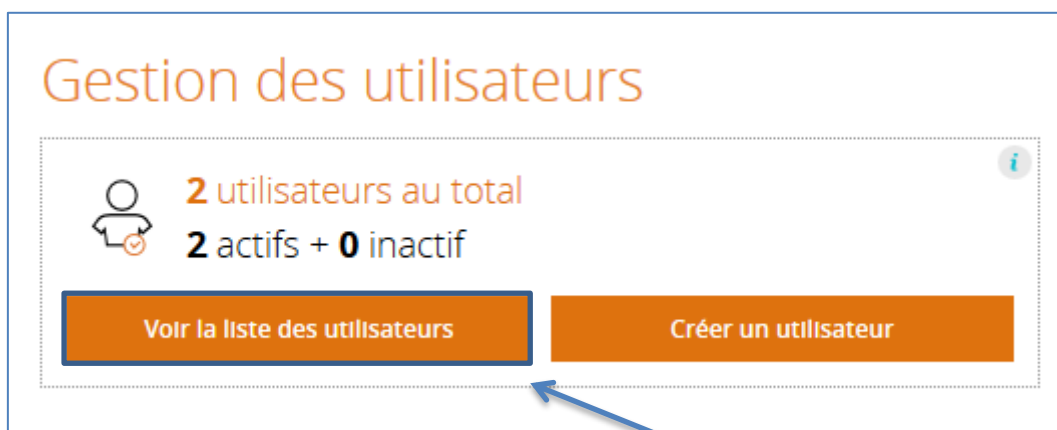 Gestion des utilisateurs
i
2 utilisateurs au total
2 actifs + 0 inactif
Voir la liste des utilisateurs
Créer un utilisateur